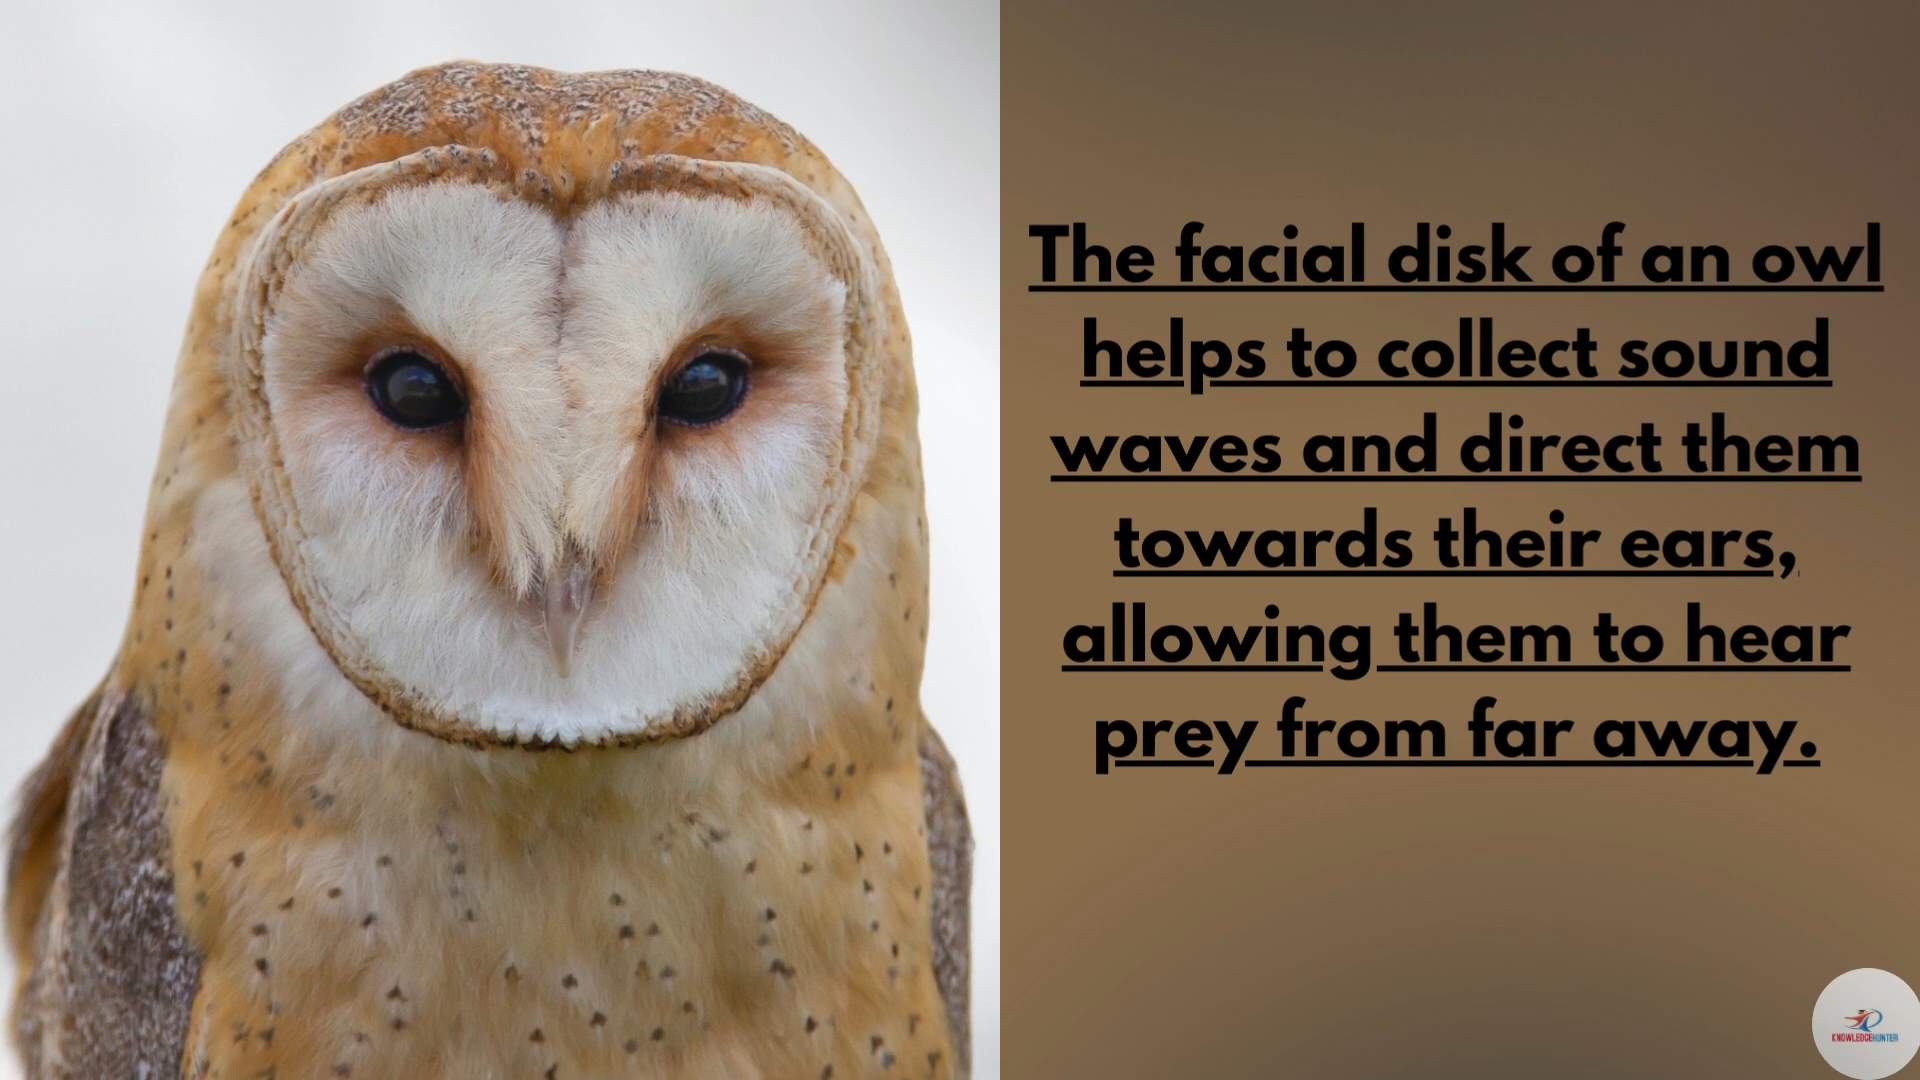 The facial disk of an owl
helps to collect sound
waves and direct them
towards their ears,
allowing them to hear
prey from far away.
KNOWLEDGEHUNTER